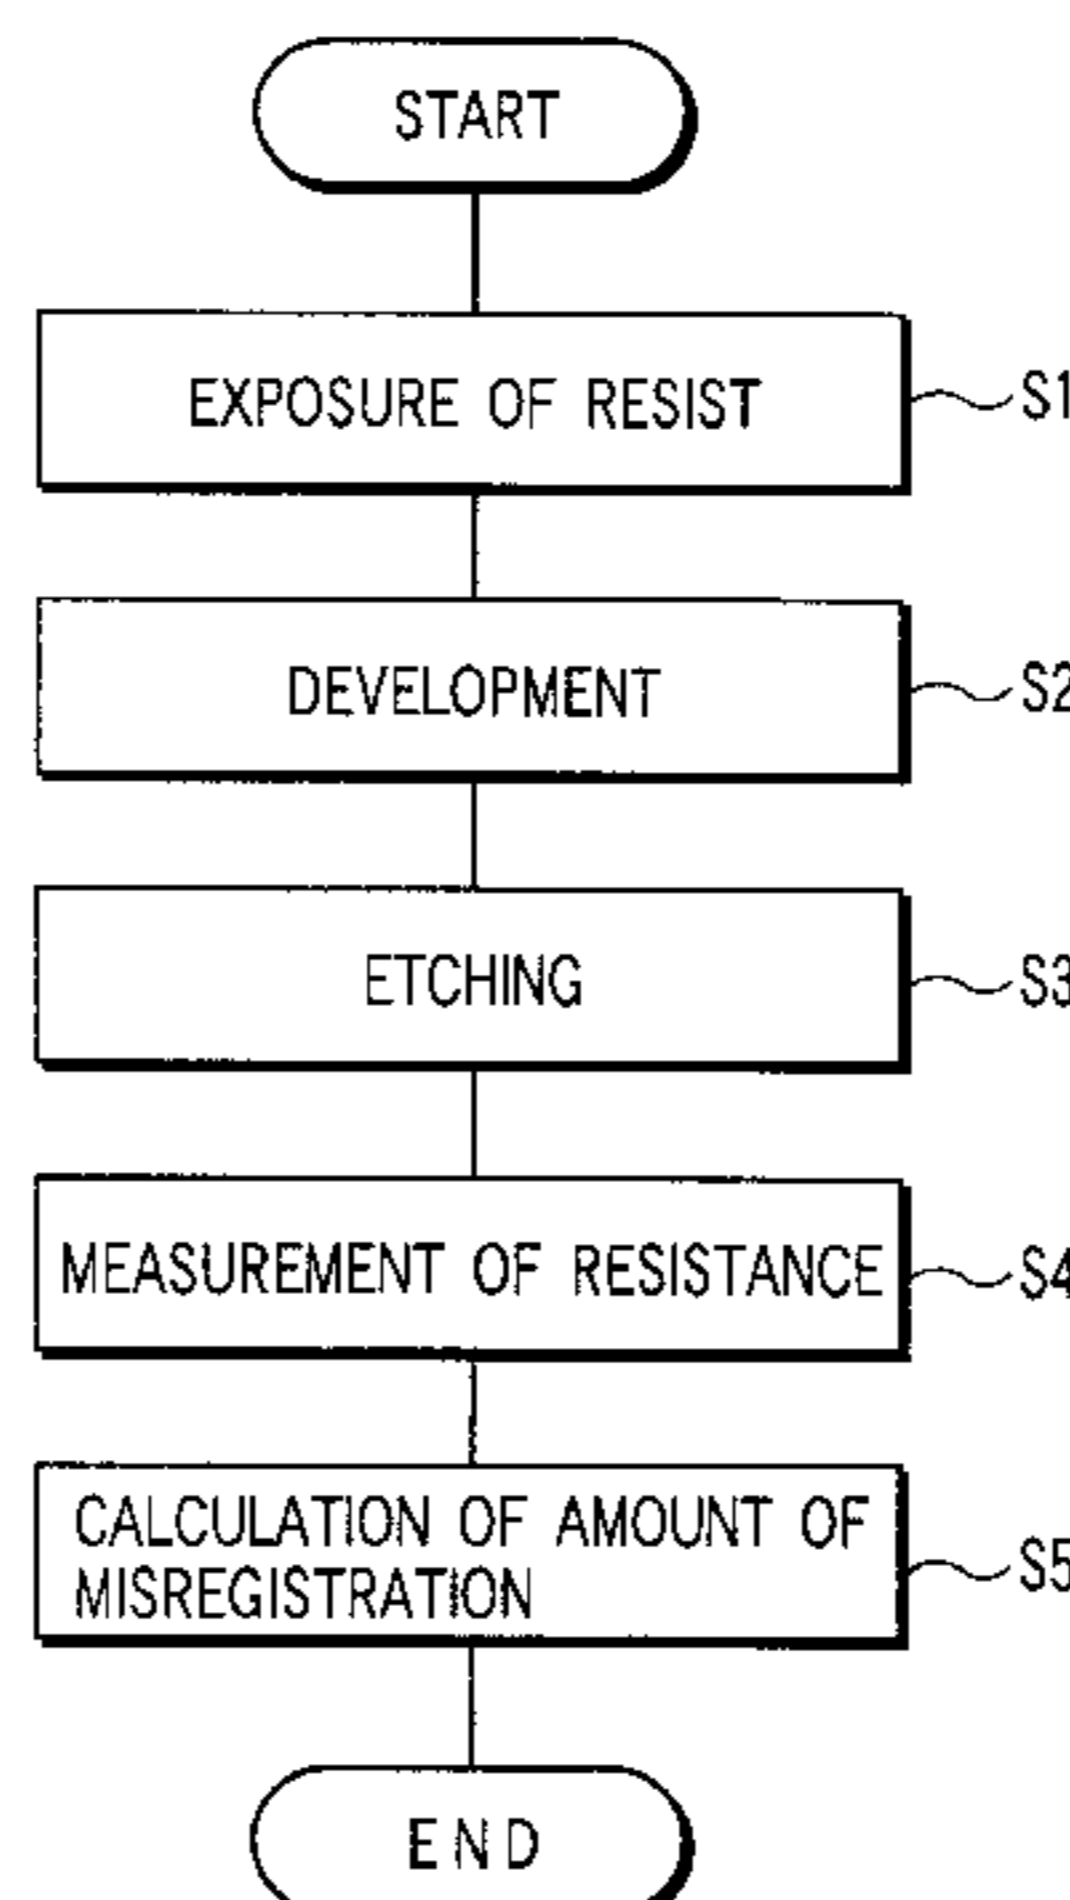 START
EXPOSURE OF RESIST
S1
DEVELOPMENT
S2
ETCHING
S3
MEASUREMENT OF RESISTANCE
S4
CALCULATION OF AMOUNT OF
MISREGISTRATION
S5
END